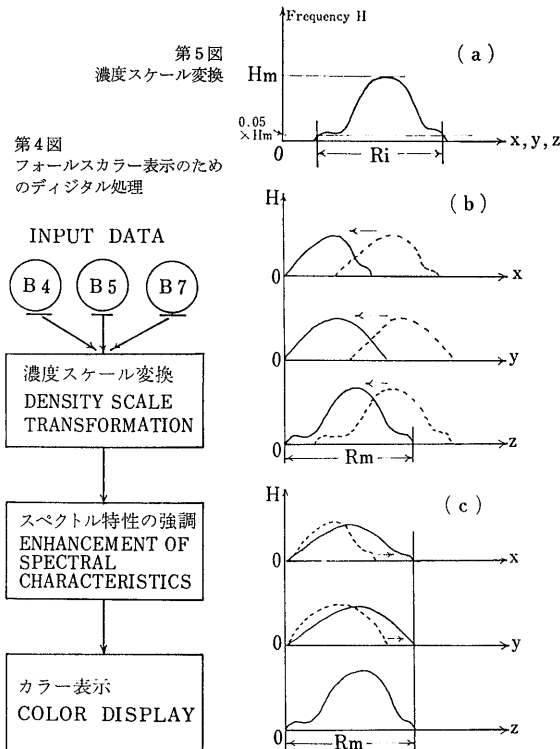 第5図
濃度スケール変換
Frequency H
(a)
Hm
0.05
×Hm
0
Ri
x, y, z
第4図
フォールスカラー表示のため
のディジタル処理
INPUT DATA
B4 B5 B7
濃度スケール変換
DENSITY SCALE
TRANSFORMATION
スペクトル特性の強調
ENHANCEMENT OF
SPECTRAL
CHARACTERISTICS
カラー表示
COLOR DISPLAY
H
(b)
0
x
0
y
0
z
Rm
H
(c)
0
x
0
y
0
z
Rm